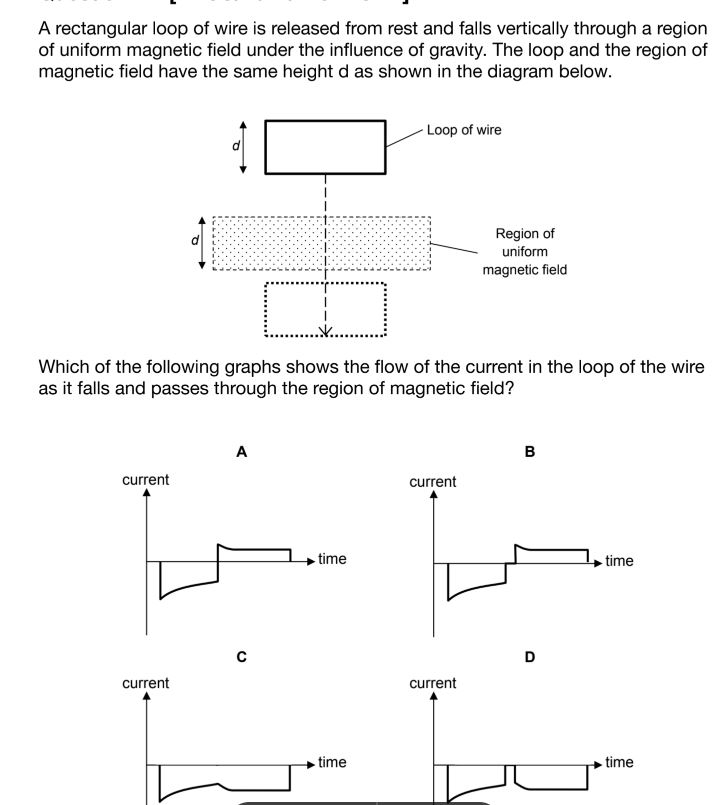 A rectangular loop of wire is released from rest and falls vertically through a region
of uniform magnetic field under the influence of gravity. The loop and the region of
magnetic field have the same height d as shown in the diagram below.
d
Loop of wire
d
Region of
uniform
magnetic field
Which of the following graphs shows the flow of the current in the loop of the wire
as it falls and passes through the region of magnetic field?
A
B
current
current
time
time
C
D
current
current
time
time